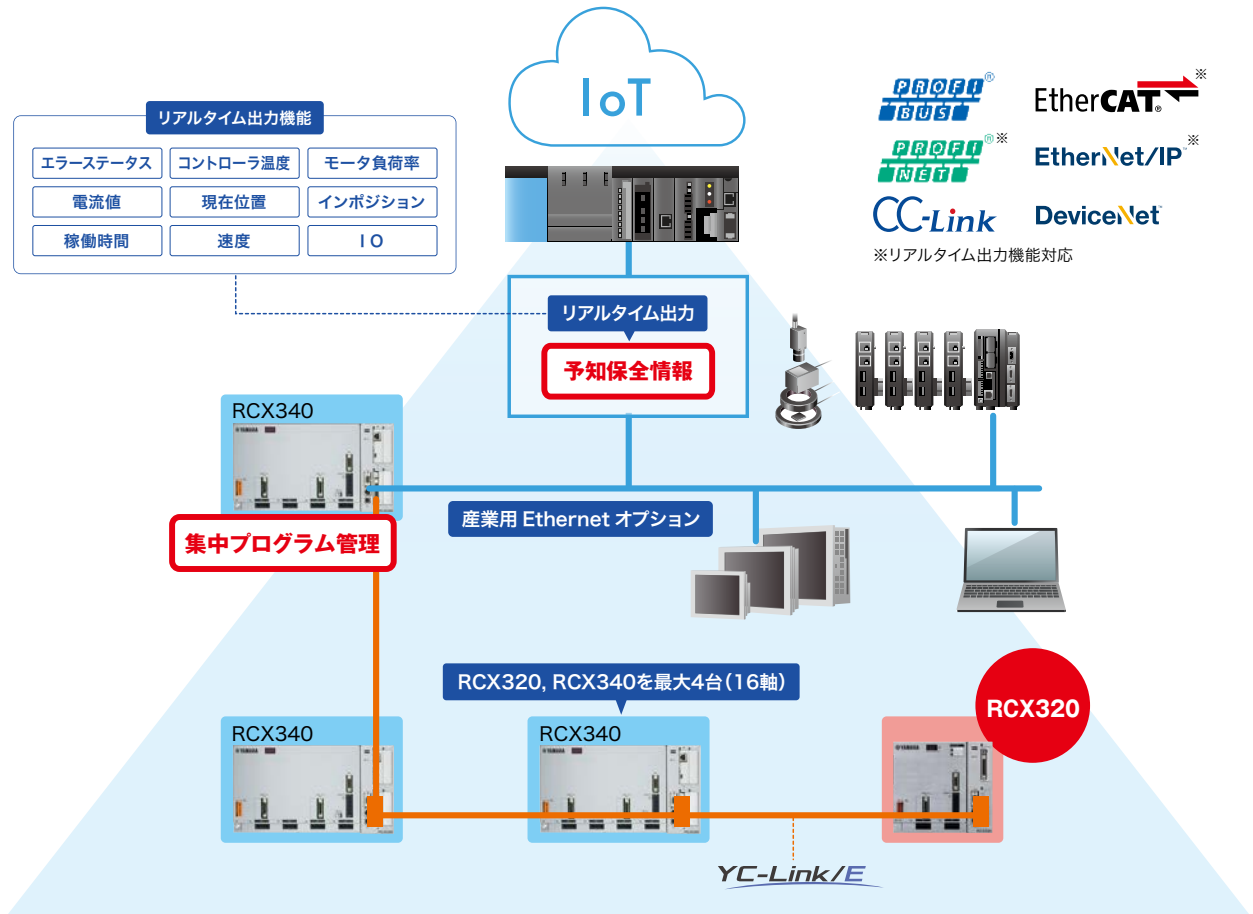 IoT
リアルタイム出力機能
エラーステータス
コントローラ温度
モータ負荷率
電流値
現在位置
インポジション
稼働時間
速度
IO
PROFI®
BUS
EtherCAT®※
PROFI®※
NET
EtherNet/IP™※
CC-Link
DeviceNet™
※リアルタイム出力機能対応
リアルタイム出力
予知保全情報
RCX340
YAMAHA
集中プログラム管理
産業用 Ethernet オプション
RCX320, RCX340を最大4台(16軸)
RCX320
RCX340
YAMAHA
RCX340
YAMAHA
YAMAHA
YC-Link/E